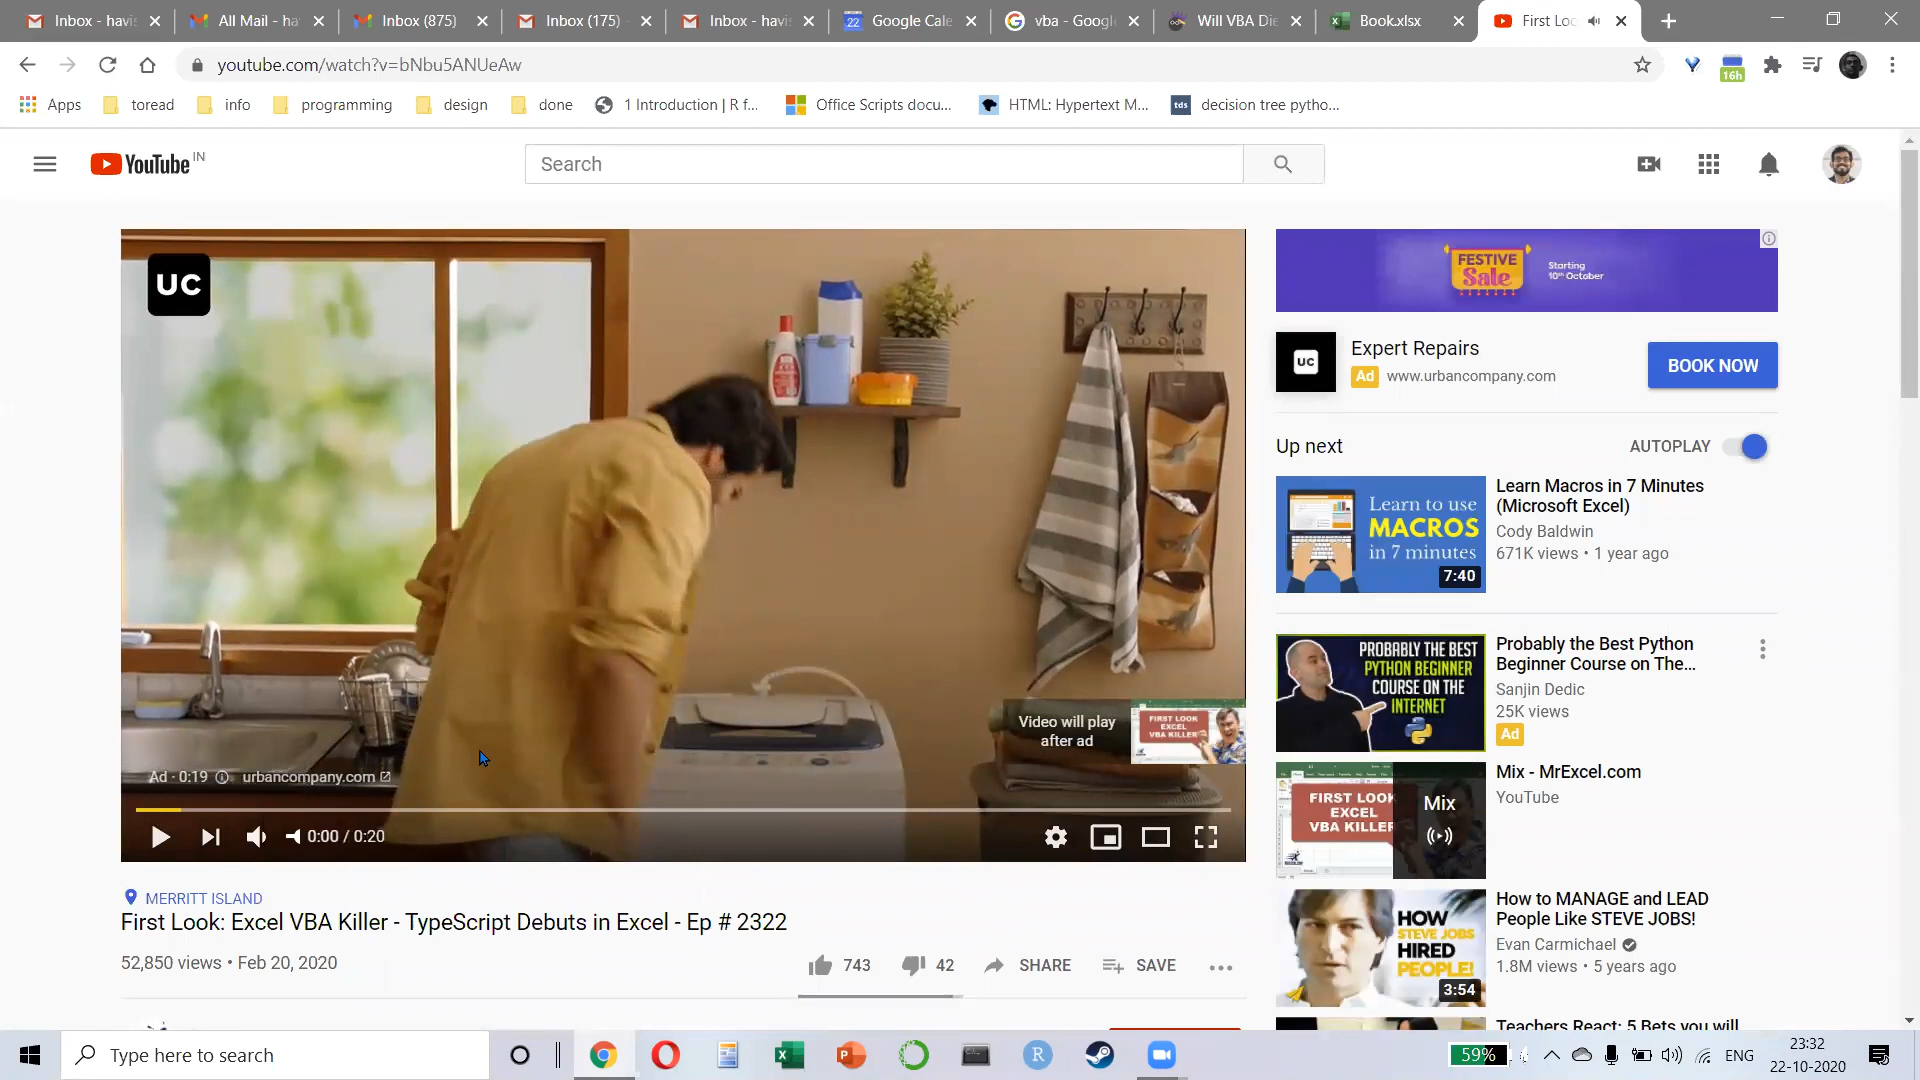 Inbox - havis
All Mail - ha
Inbox (875)
Inbox (175)
Inbox - havis
Google Cale
vba - Googl
Will VBA Die
Book.xlsx
First Loo
youtube.com/watch?v=bNbu5ANUeAw
16h
Apps
toread
info
programming
design
done
1 Introduction | R f...
Office Scripts docu...
HTML: Hypertext M...
tds
decision tree pytho...
YouTube IN
Search
UC
FESTIVE
Sale
Starting
10th October
UC
Expert Repairs
Ad www.urbancompany.com
BOOK NOW
Up next
AUTOPLAY
Learn to use
MACROS
in 7 minutes
7:40
Learn Macros in 7 Minutes
(Microsoft Excel)
Cody Baldwin
671K views • 1 year ago
PROBABLY THE BEST
PYTHON BEGINNER
COURSE ON THE
INTERNET
Probably the Best Python
Beginner Course on The...
Sanjin Dedic
25K views
Ad
Video will play
after ad
FIRST LOOK
EXCEL
VBA KILLER
Ad · 0:19
urbancompany.com
0:00 / 0:20
FIRST LOOK
EXCEL
VBA KILLER
Mix
Mix - MrExcel.com
YouTube
MERRITT ISLAND
First Look: Excel VBA Killer - TypeScript Debuts in Excel - Ep # 2322
52,850 views • Feb 20, 2020
743
42
SHARE
SAVE
HOW
STEVE JOBS
HIRED
PEOPLE!
3:54
How to MANAGE and LEAD
People Like STEVE JOBS!
Evan Carmichael
1.8M views • 5 years ago
Teachers React: 5 Bets you will
Type here to search
59%
ENG
23:32
22-10-2020